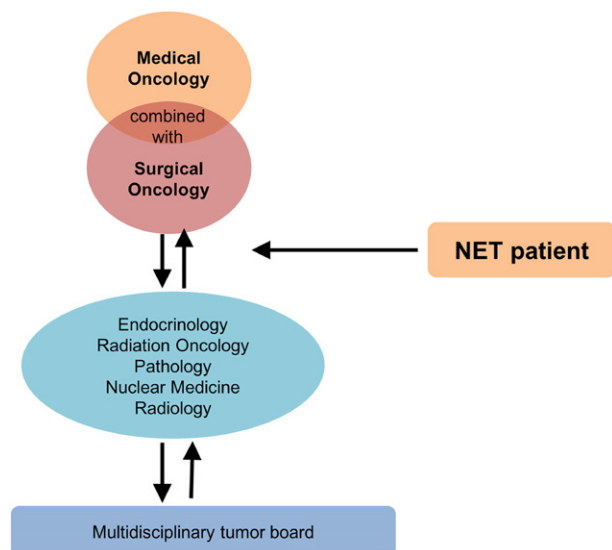 Medical
Oncology
combined
with
Surgical
Oncology
NET patient
Endocrinology
Radiation Oncology
Pathology
Nuclear Medicine
Radiology
Multidisciplinary tumor board